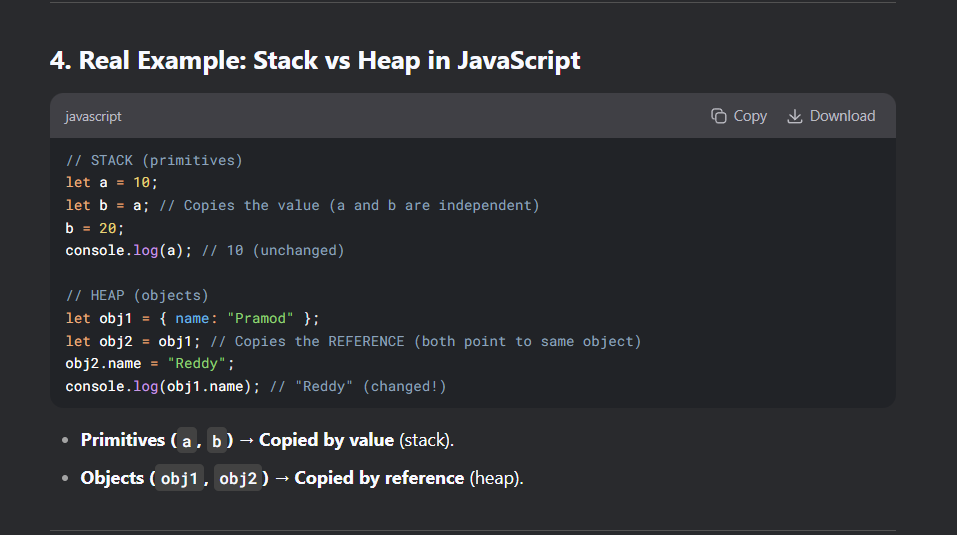 4. Real Example: Stack vs Heap in JavaScript
javascript Copy Download
// STACK (primitives)
let a = 10;
let b = a; // Copies the value (a and b are independent)
b = 20;
console.log(a); // 10 (unchanged)
// HEAP (objects)
let obj1 = { name: "Pramod" };
let obj2 = obj1; // Copies the REFERENCE (both point to same object)
obj2.name = "Reddy";
console.log(obj1.name); // "Reddy" (changed!)
• Primitives (a, b) → Copied by value (stack).
• Objects (obj1, obj2) → Copied by reference (heap).